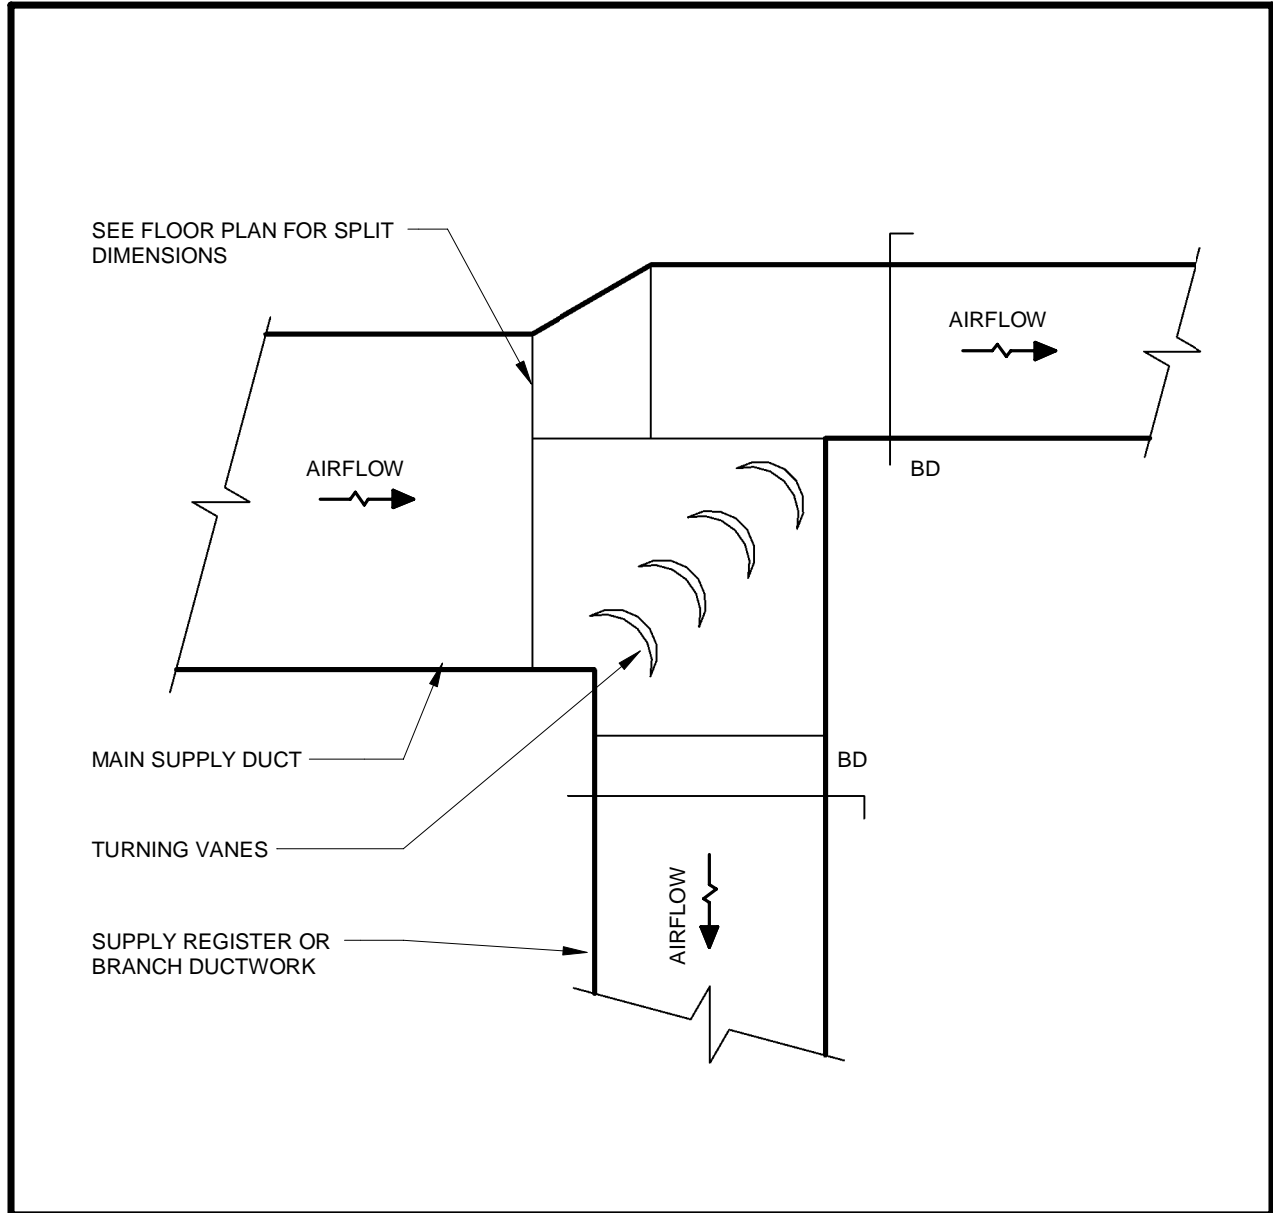 SEE FLOOR PLAN FOR SPLIT
DIMENSIONS
AIRFLOW
AIRFLOW
BD
MAIN SUPPLY DUCT
BD
TURNING VANES
AIRFLOW
SUPPLY REGISTER OR
BRANCH DUCTWORK